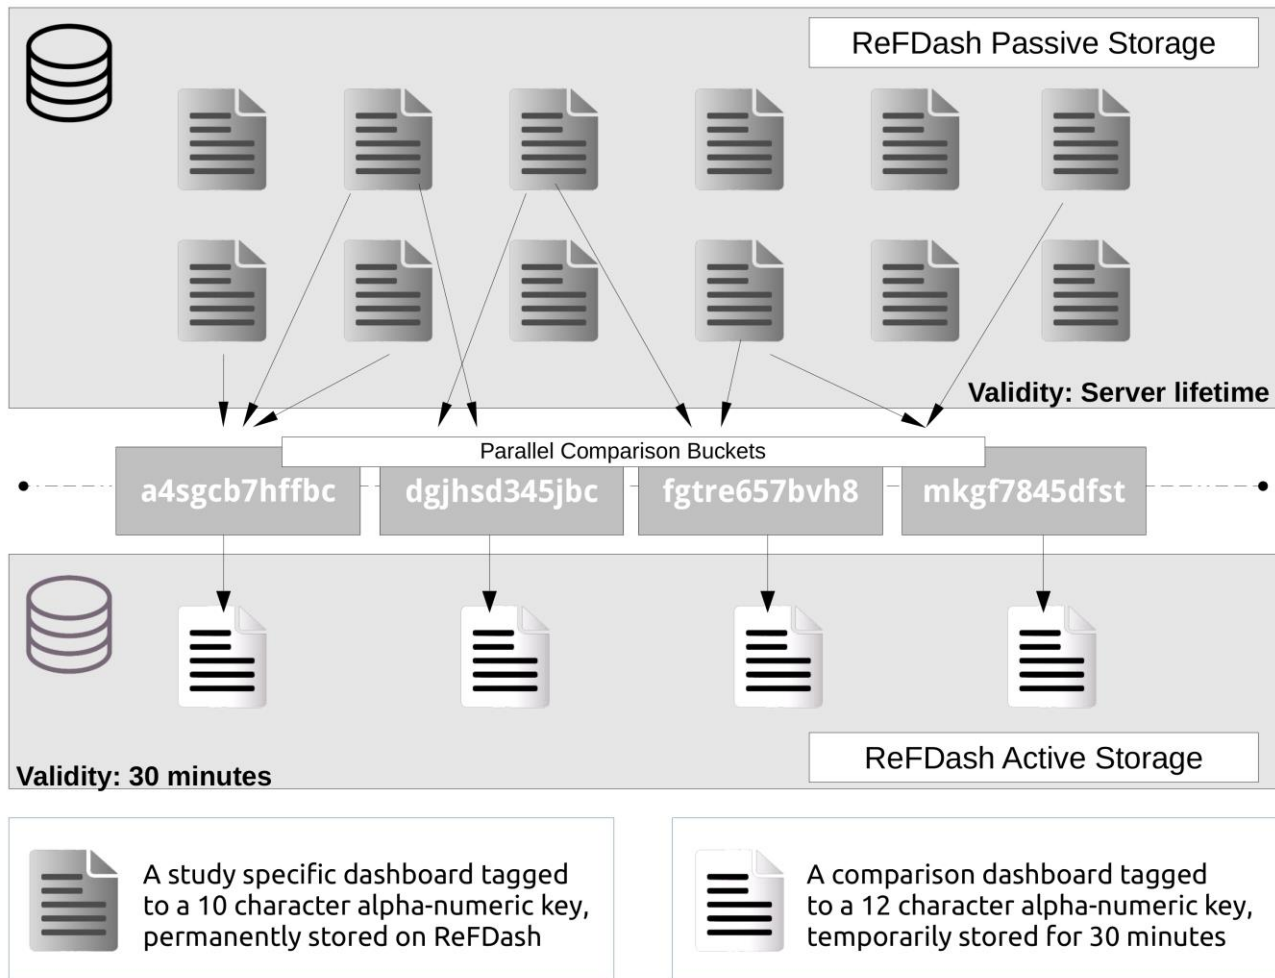 ReFDash Passive Storage
Validity: Server lifetime
Parallel Comparison Buckets
a4sgcb7hffbc
dgjhsd345jbc
fgtre657bvh8
mkgf7845dfst
ReFDash Active Storage
Validity: 30 minutes
A study specific dashboard tagged
to a 10 character alpha-numeric key,
permanently stored on ReFDash
A comparison dashboard tagged
to a 12 character alpha-numeric key,
temporarily stored for 30 minutes